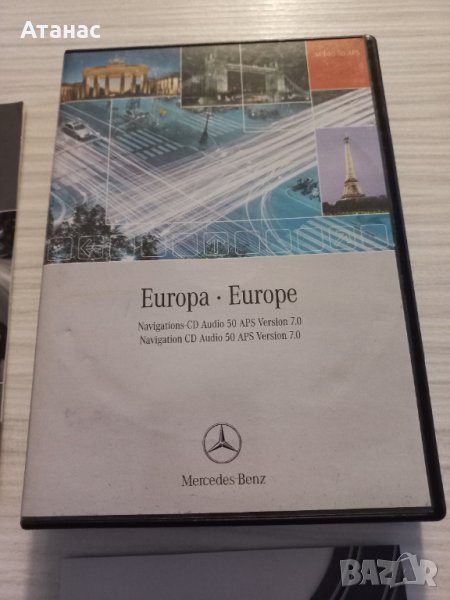 Атанас
Europa · Europe
Navigations-CD Audio 50 APS Version 7.0
Navigation CD Audio 50 APS Version 7.0
Mercedes-Benz
BAZAR